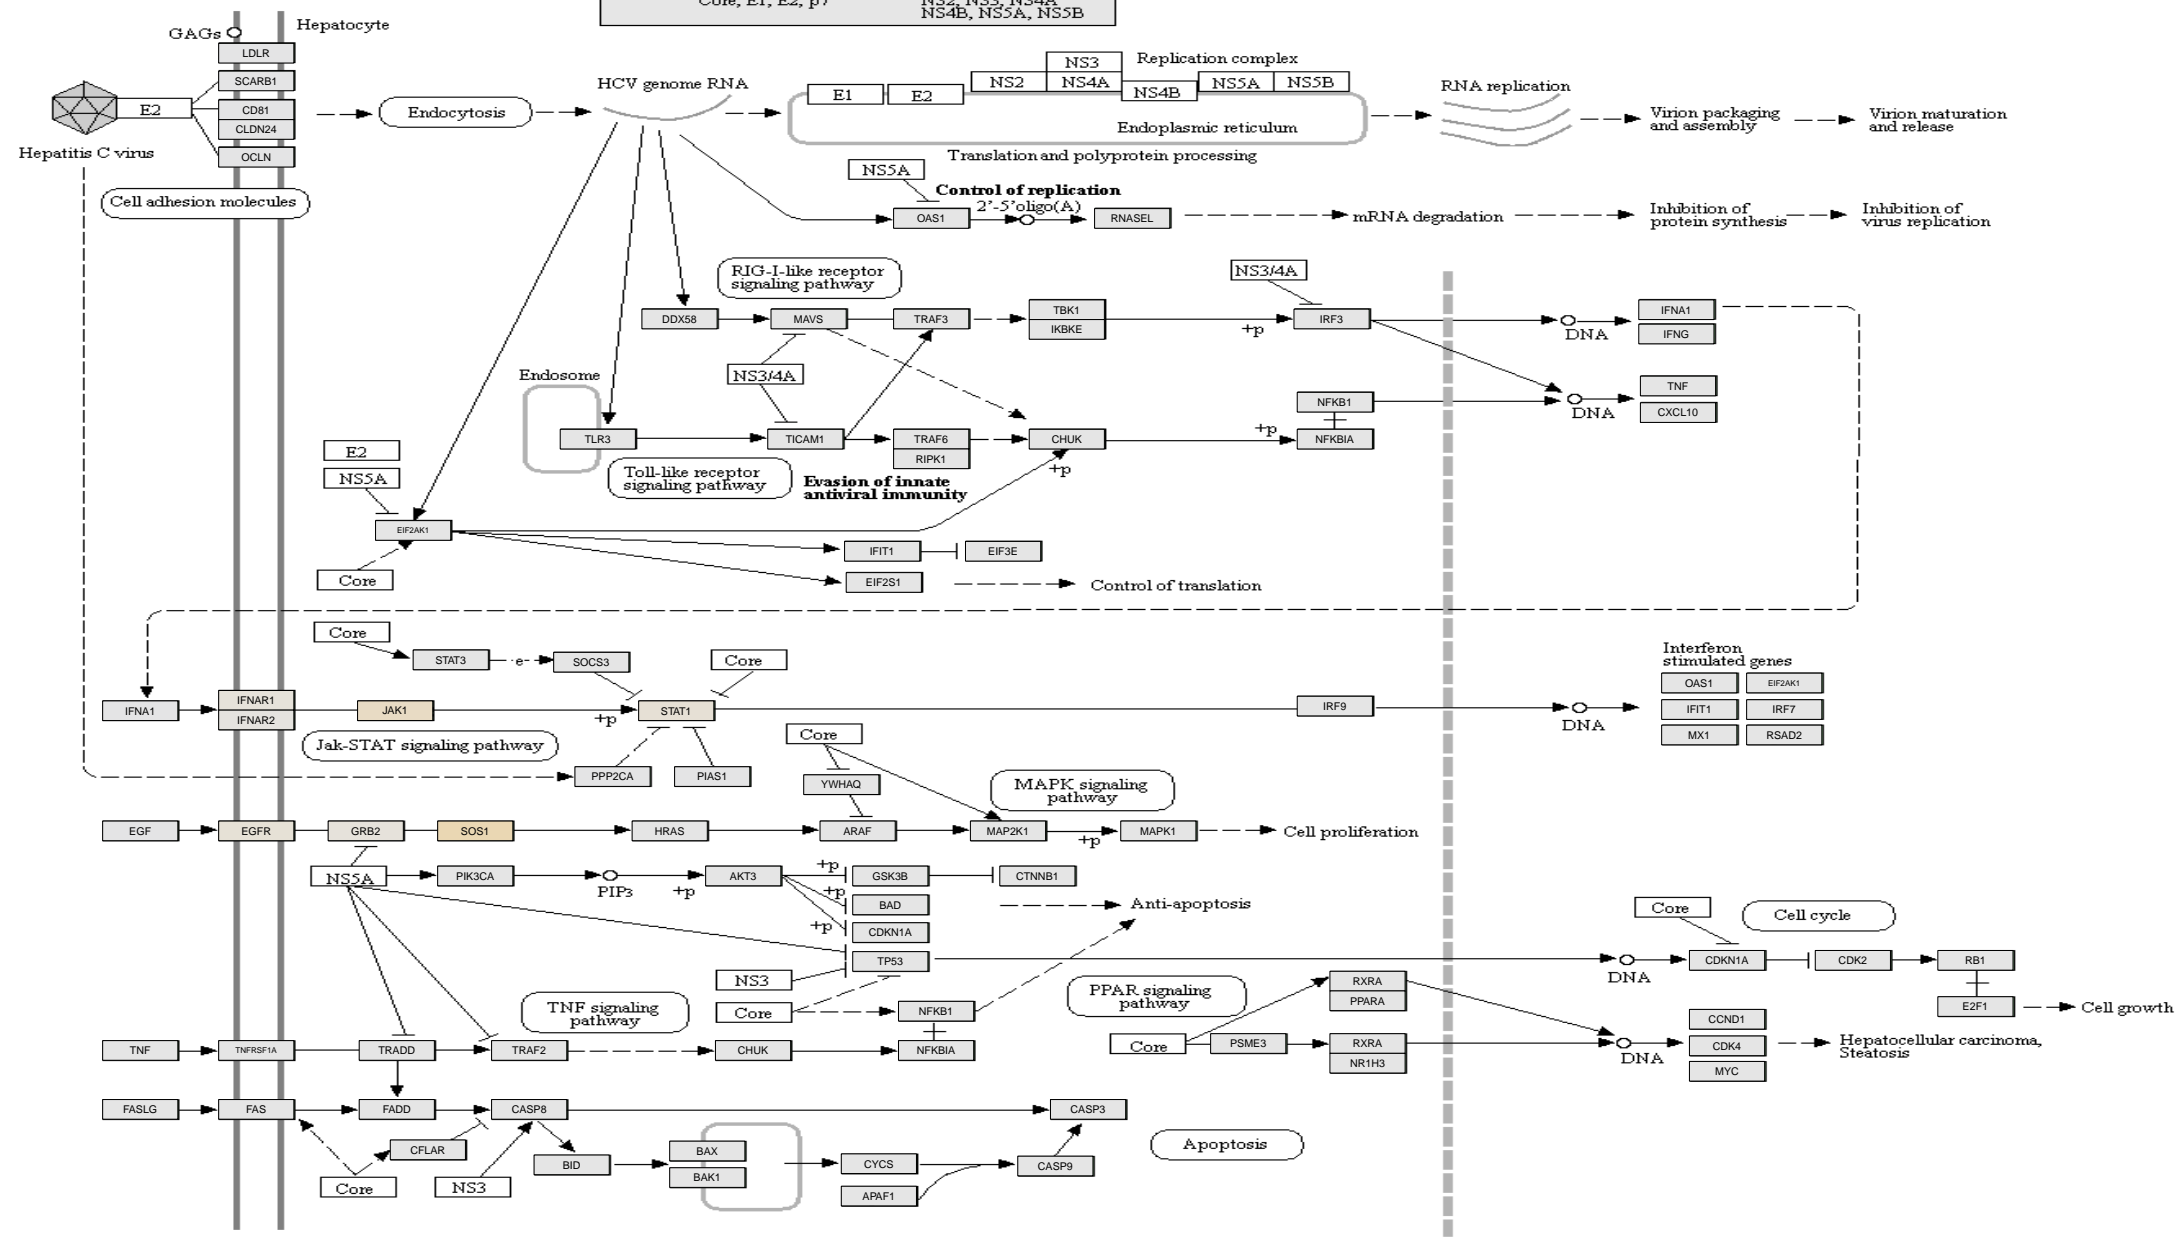 Core, E1, E2, p7
NS2, NS3, NS4A
NS4B, NS5A, NS5B
GAGs
Hepatocyte
LDLR
SCARB1
CD81
CLDN24
OCLN
E2
Hepatitis C virus
Cell adhesion molecules
Endocytosis
HCV genome RNA
E1
E2
NS2
NS3
NS4A
NS4B
NS5A
NS5B
Replication complex
Endoplasmic reticulum
Translation and polyprotein processing
RNA replication
Virion packaging
and assembly
Virion maturation
and release
NS5A
Control of replication
2'-5'oligo(A)
OAS1
RNASEL
mRNA degradation
Inhibition of
protein synthesis
Inhibition of
virus replication
RIG-I-like receptor
signaling pathway
NS3/4A
DDX58
MAVS
TRAF3
TBK1
IKBKE
+p
IRF3
DNA
IFNA1
IFNG
NS3/4A
Endosome
TNF
CXCL10
DNA
NFKB1
TLR3
TICAM1
TRAF6
RIPK1
CHUK
+p
NFKBIA
+p
Toll-like receptor
signaling pathway
Evasion of innate
antiviral immunity
E2
NS5A
EIF2AK1
Core
IFIT1
EIF3E
EIF2S1
Control of translation
Core
STAT3
e
SOCS3
Core
Interferon
stimulated genes
OAS1
EIF2AK1
IFIT1
IRF7
MX1
RSAD2
IFNA1
IFNAR1
IFNAR2
JAK1
+p
STAT1
IRF9
DNA
Jak-STAT signaling pathway
PPP2CA
PIAS1
Core
YWHAQ
MAPK signaling
pathway
EGF
EGFR
GRB2
SOS1
HRAS
ARAF
MAP2K1
+p
MAPK1
Cell proliferation
NS5A
PIK3CA
PIP3
+p
AKT3
+p
GSK3B
CTNNB1
+p
BAD
Anti-apoptosis
+p
CDKN1A
TP53
NS3
Core
NFKB1
Core
Cell cycle
DNA
CDKN1A
CDK2
RB1
E2F1
Cell growth
PPAR signaling
pathway
RXRA
PPARA
Core
PSME3
RXRA
NR1H3
DNA
CCND1
CDK4
MYC
Hepatocellular carcinoma,
Steatosis
TNF signaling
pathway
TNF
TNFRSF1A
TRADD
TRAF2
CHUK
NFKBIA
FASLG
FAS
FADD
CASP8
CASP3
CFLAR
Core
NS3
BID
BAX
BAK1
CYCS
APAF1
CASP9
Apoptosis